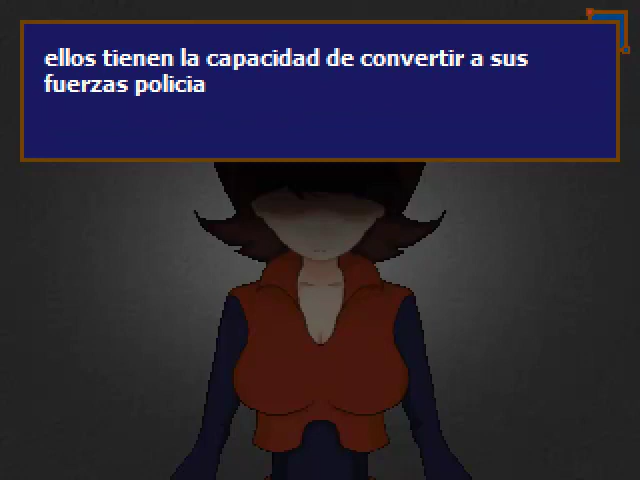 ellos tienen la capacidad de convertir a sus
fuerzas policia